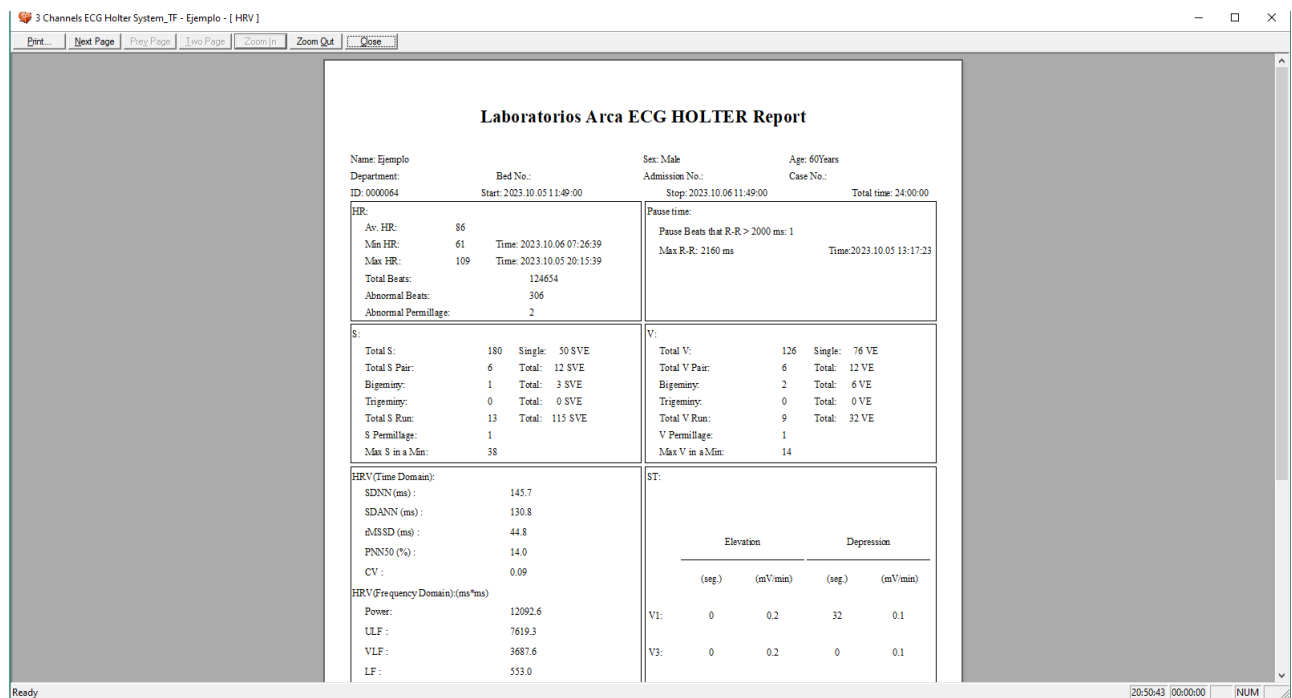 3 Channels ECG Holter System_TF - Ejemplo - [ HRV ]
Print... Next Page Prev Page Two Page Zoom In Zoom Out Close
Laboratorios Arca ECG HOLTER Report
Name: Ejemplo Sex: Male Age: 60Years
Department: Bed No.: Admission No.: Case No.:
ID: 0000064 Start: 2023.10.05 11:49:00 Stop: 2023.10.06 11:49:00 Total time: 24:00:00
HR:
Av. HR: 86
Min HR: 61 Time: 2023.10.06 07:26:39
Max HR: 109 Time: 2023.10.05 20:15:39
Total Beats: 124654
Abnormal Beats: 306
Abnormal Permillage: 2
Pause time:
Pause Beats that R-R > 2000 ms: 1
Max R-R: 2160 ms Time:2023.10.05 13:17:23
S:
Total S: 180 Single: 50 SVE
Total S Pair: 6 Total: 12 SVE
Bigeminy: 1 Total: 3 SVE
Trigeminy: 0 Total: 0 SVE
Total S Run: 13 Total: 115 SVE
S Permillage: 1
Max S in a Min: 38
V:
Total V: 126 Single: 76 VE
Total V Pair: 6 Total: 12 VE
Bigeminy: 2 Total: 6 VE
Trigeminy: 0 Total: 0 VE
Total V Run: 9 Total: 32 VE
V Permillage: 1
Max V in a Min: 14
HRV(Time Domain):
SDNN (ms) : 145.7
SDANN (ms) : 130.8
rMSSD (ms) : 44.8
PNN50 (%) : 14.0
CV : 0.09
HRV(Frequency Domain):(ms*ms)
Power: 12092.6
ULF : 7619.3
VLF : 3687.6
LF : 553.0
ST:
Elevation Depression
(seg.) (mV/min) (seg.) (mV/min)
V1: 0 0.2 32 0.1
V3: 0 0.2 0 0.1
Ready 20:50:43 00:00:00 NUM